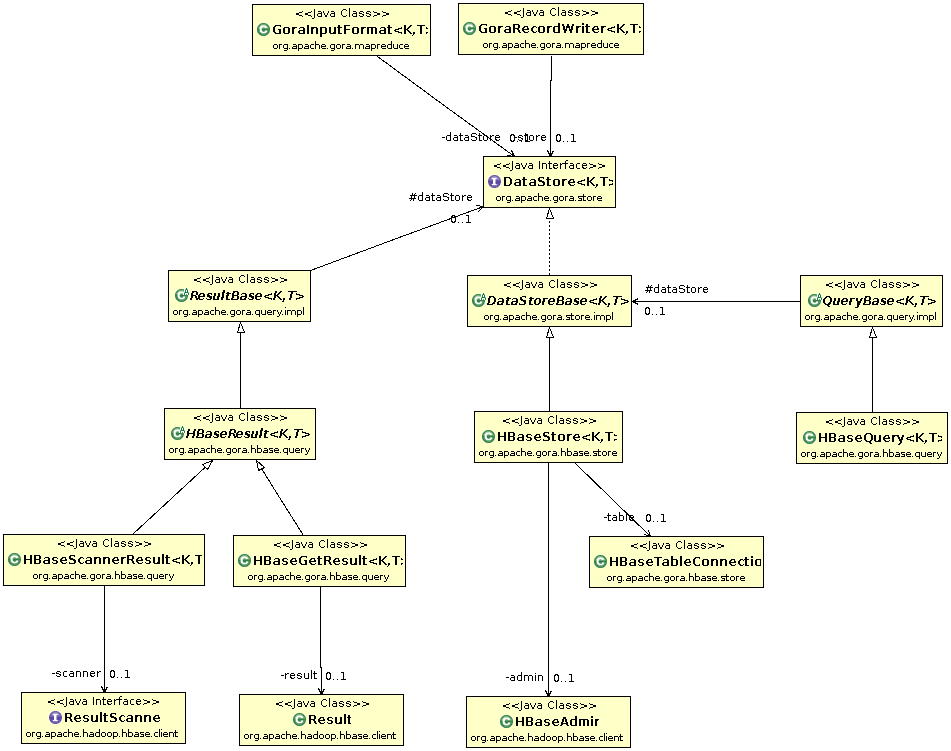 <<Java Class>>
GoraInputFormat<K,T:
org.apache.gora.mapreduce
<<Java Class>>
GoraRecordWriter<K,T:
org.apache.gora.mapreduce
-dataStore 0..1
-store 0..1
<<Java Interface>>
DataStore<K,T>
org.apache.gora.store
#dataStore
0..1
<<Java Class>>
ResultBase<K,T>
org.apache.gora.query.impl
<<Java Class>>
DataStoreBase<K,T>
org.apache.gora.store.impl
#dataStore
0..1
<<Java Class>>
QueryBase<K,T>
org.apache.gora.query.impl
<<Java Class>>
HBaseResult<K,T>
org.apache.gora.hbase.query
<<Java Class>>
HBaseStore<K,T:
org.apache.gora.hbase.store
<<Java Class>>
HBaseQuery<K,T:
org.apache.gora.hbase.query
-table 0..1
<<Java Class>>
HBaseScannerResult<K,T
org.apache.gora.hbase.query
<<Java Class>>
HBaseGetResult<K,T:
org.apache.gora.hbase.query
<<Java Class>>
HBaseTableConnectio
org.apache.gora.hbase.store
-scanner 0..1
-result 0..1
-admin 0..1
<<Java Interface>>
ResultScanne
org.apache.hadoop.hbase.client
<<Java Class>>
Result
org.apache.hadoop.hbase.client
<<Java Class>>
HBaseAdmir
org.apache.hadoop.hbase.client